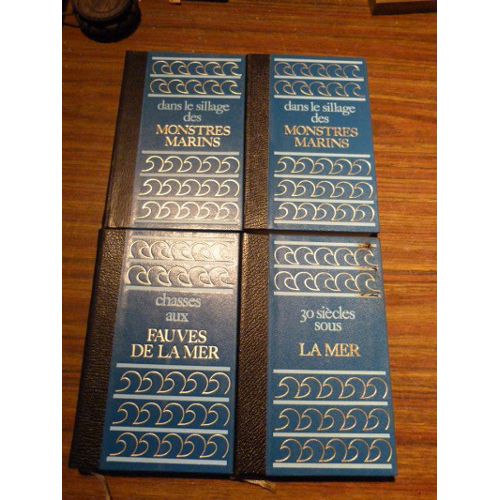 dans le sillage
des
MONSTRES
MARINS
dans le sillage
des
MONSTRES
MARINS
chasses
aux
FAUVES
DE LA MER
30 siècles
sous
LA MER